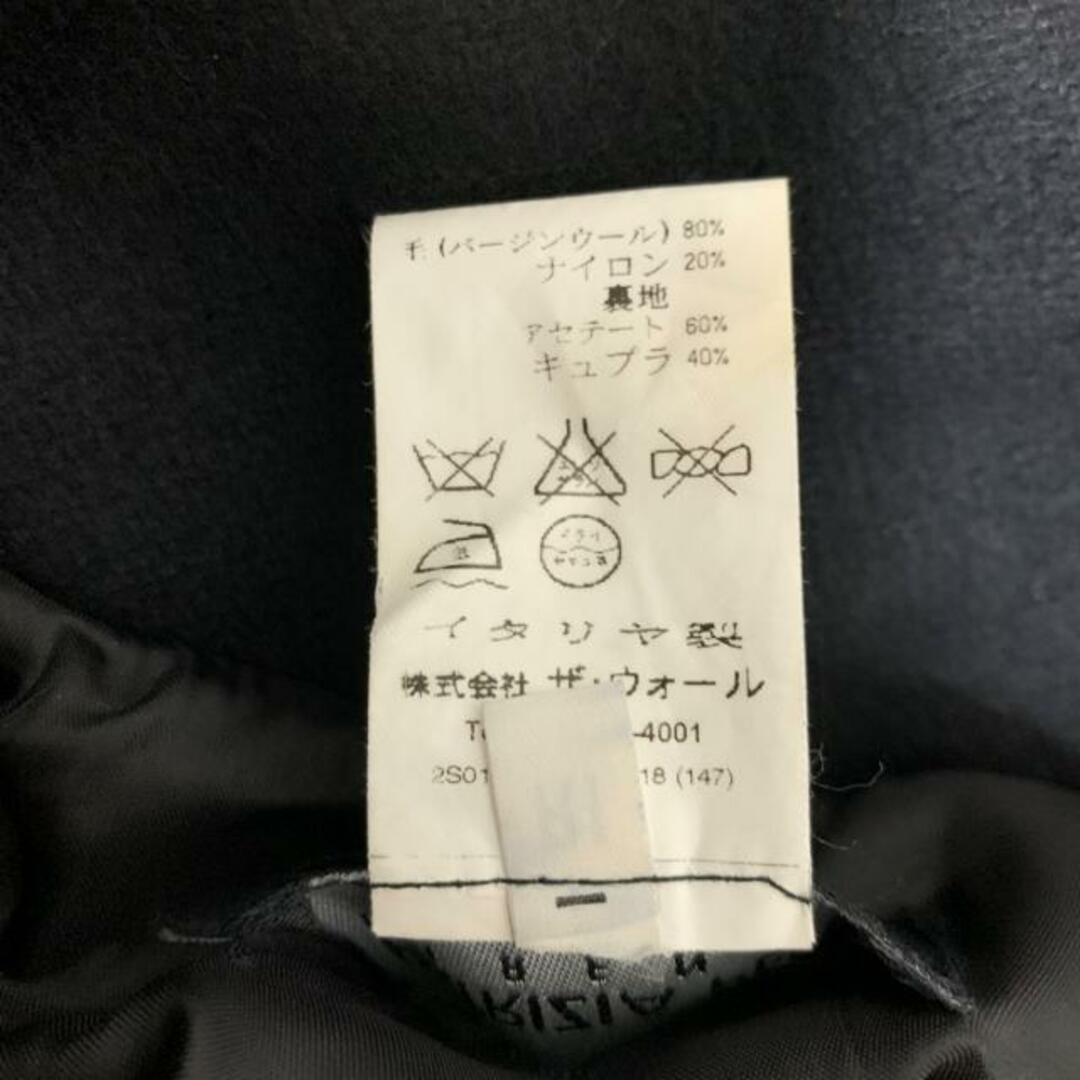 毛 (バージンウール) 80%
ナイロン 20%
裏地
アセテート 60%
キュプラ 40%
イタリヤ製
株式会社 ザ・ウォール
-4001
2S01 18 (147)
RIZIA